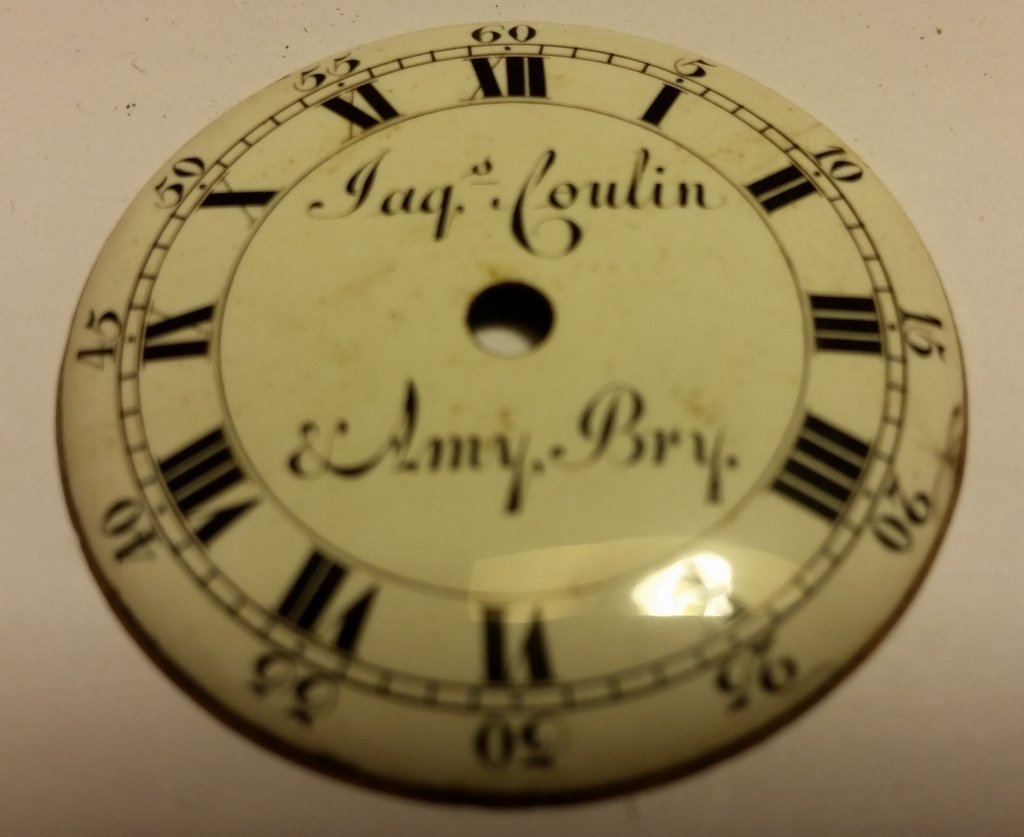 60
5
10
15
20
25
30
35
40
45
50
55
XII
I
II
III
IIII
VI
VII
VIII
IX
X
XI
Jaq.s Coulin
& Amy. Bry.